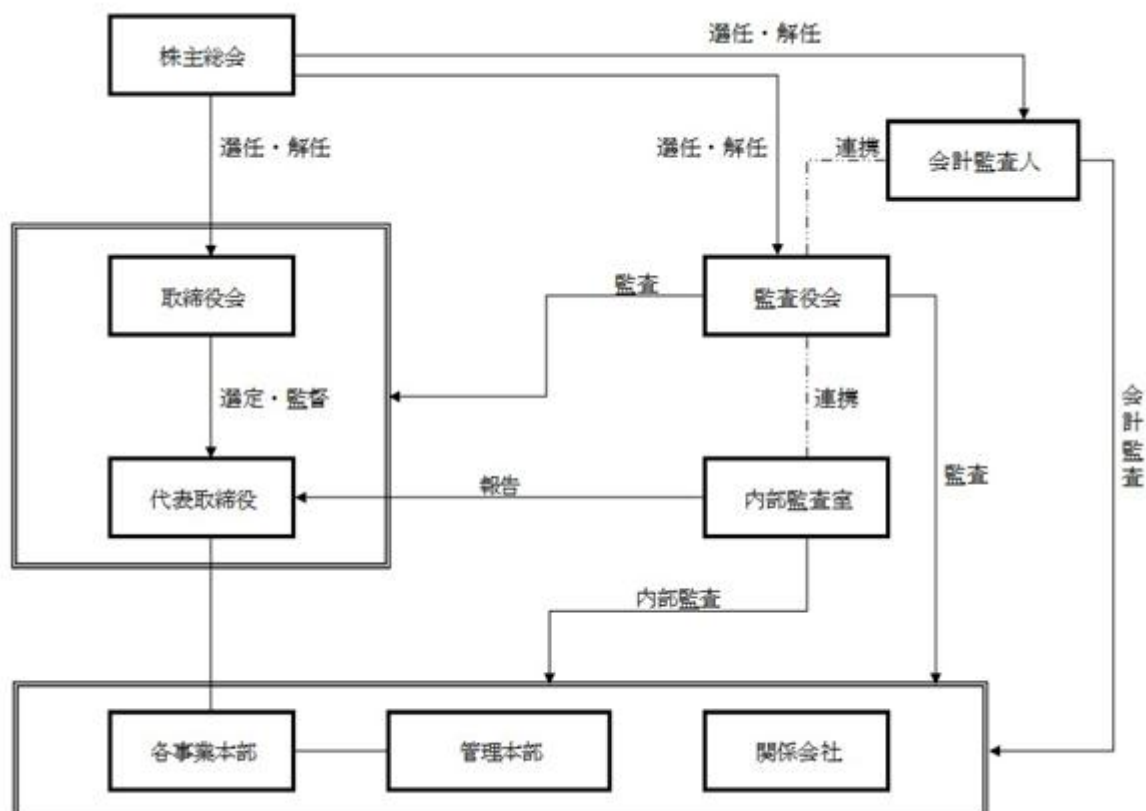 選任・解任
株主総会
選任・解任
選任・解任
連携
会計監査人
取締役会
監査
監査役会
選定・監督
連携
会計監査
代表取締役
報告
内部監査室
監査
内部監査
各事業本部
管理本部
関係会社